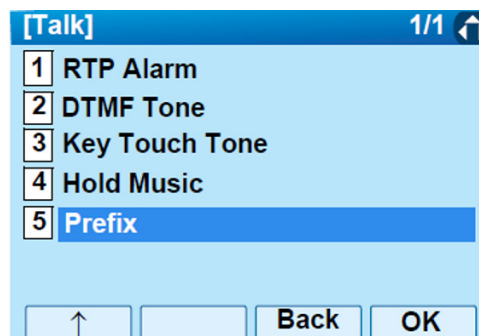 [Talk] 1/1
1 RTP Alarm
2 DTMF Tone
3 Key Touch Tone
4 Hold Music
5 Prefix
↑ Back OK